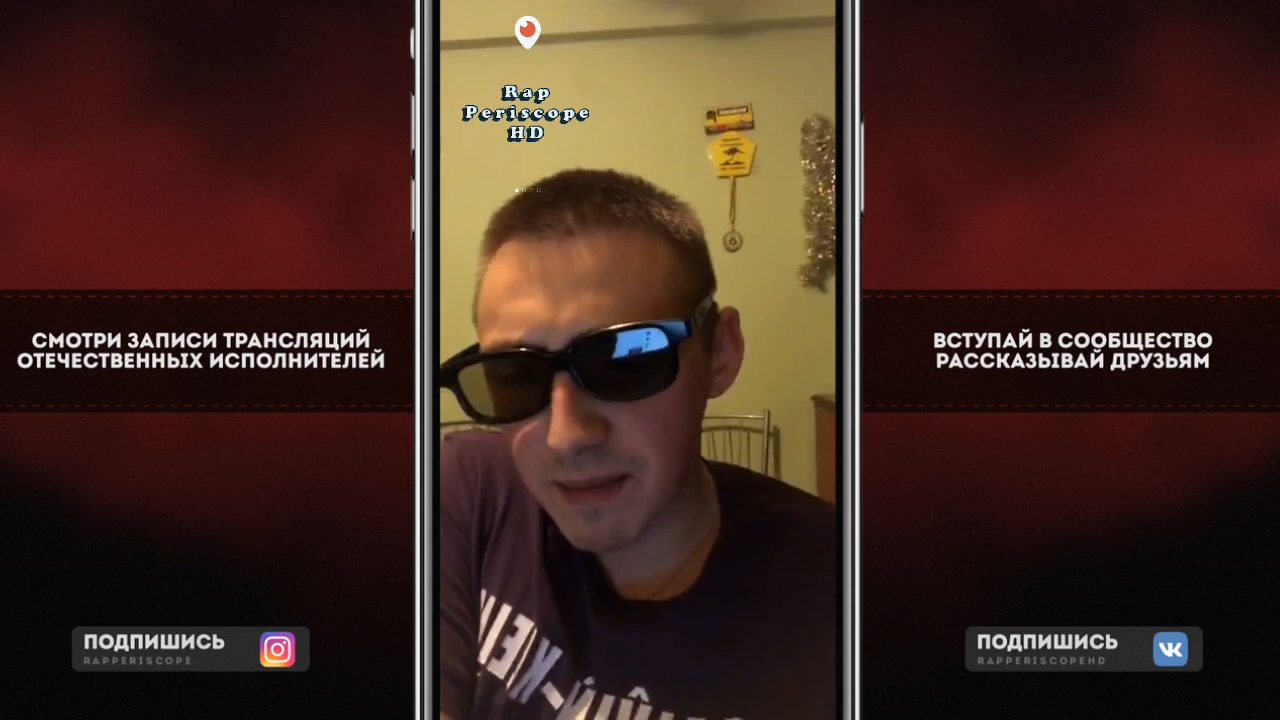 Rap
Periscope
HD
СМОТРИ ЗАПИСИ ТРАНСЛЯЦИЙ
ОТЕЧЕСТВЕННЫХ ИСПОЛНИТЕЛЕЙ
ВСТУПАЙ В СООБЩЕСТВО
РАССКАЗЫВАЙ ДРУЗЬЯМ
ПОДПИШИСЬ
RAPPERISCOPE
ПОДПИШИСЬ
RAPPERISCOPEHD